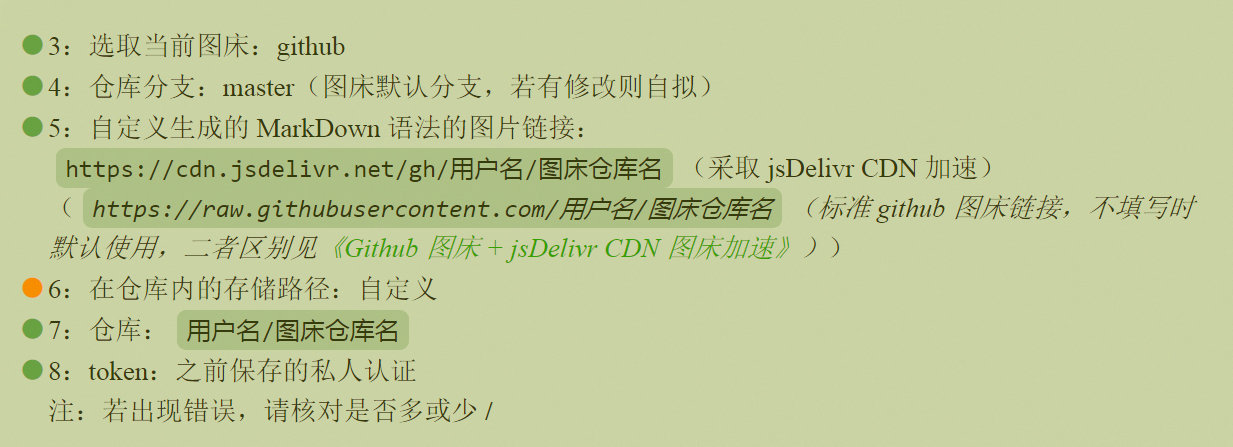 3：选取当前图床：github
4：仓库分支：master（图床默认分支，若有修改则自拟）
5：自定义生成的 MarkDown 语法的图片链接：
https://cdn.jsdelivr.net/gh/用户名/图床仓库名 （采取 jsDelivr CDN 加速）
（ https://raw.githubusercontent.com/用户名/图床仓库名 （标准 github 图床链接，不填写时
默认使用，二者区别见《Github 图床 + jsDelivr CDN 图床加速》））
6：在仓库内的存储路径：自定义
7：仓库： 用户名/图床仓库名
8：token：之前保存的私人认证
注：若出现错误，请核对是否多或少 /